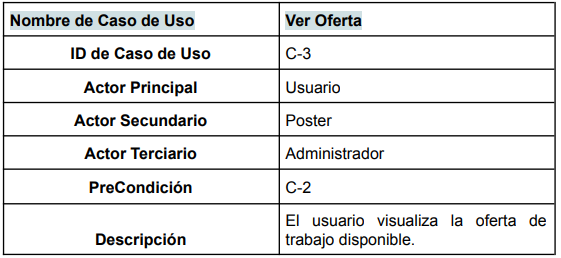 Nombre de Caso de Uso Ver Oferta
ID de Caso de Uso C-3
Actor Principal Usuario
Actor Secundario Poster
Actor Terciario Administrador
PreCondición C-2
Descripción El usuario visualiza la oferta de
trabajo disponible.